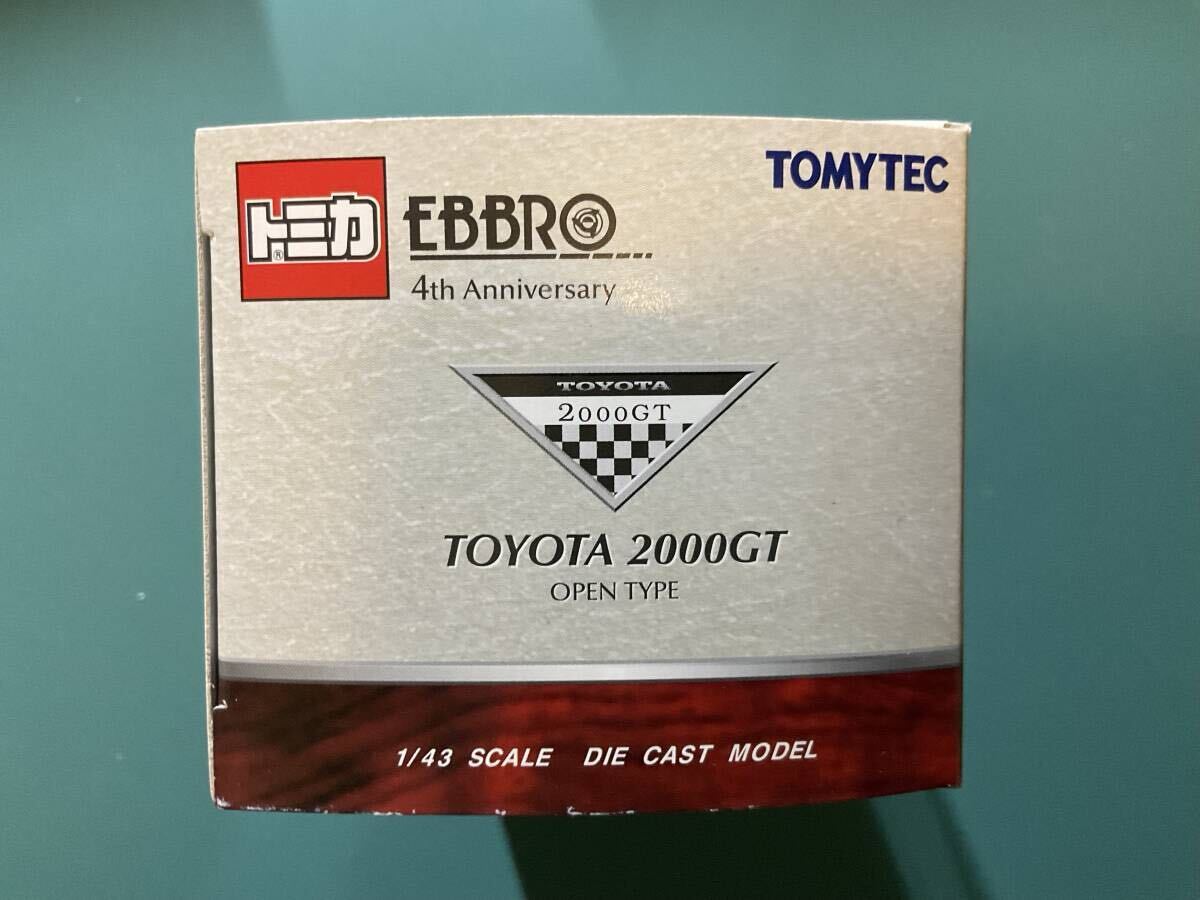 トミカ®
EBBRO
TOMYTEC
4th Anniversary
TOYOTA
2000GT
TOYOTA 2000GT
OPEN TYPE
1/43 SCALE DIE CAST MODEL